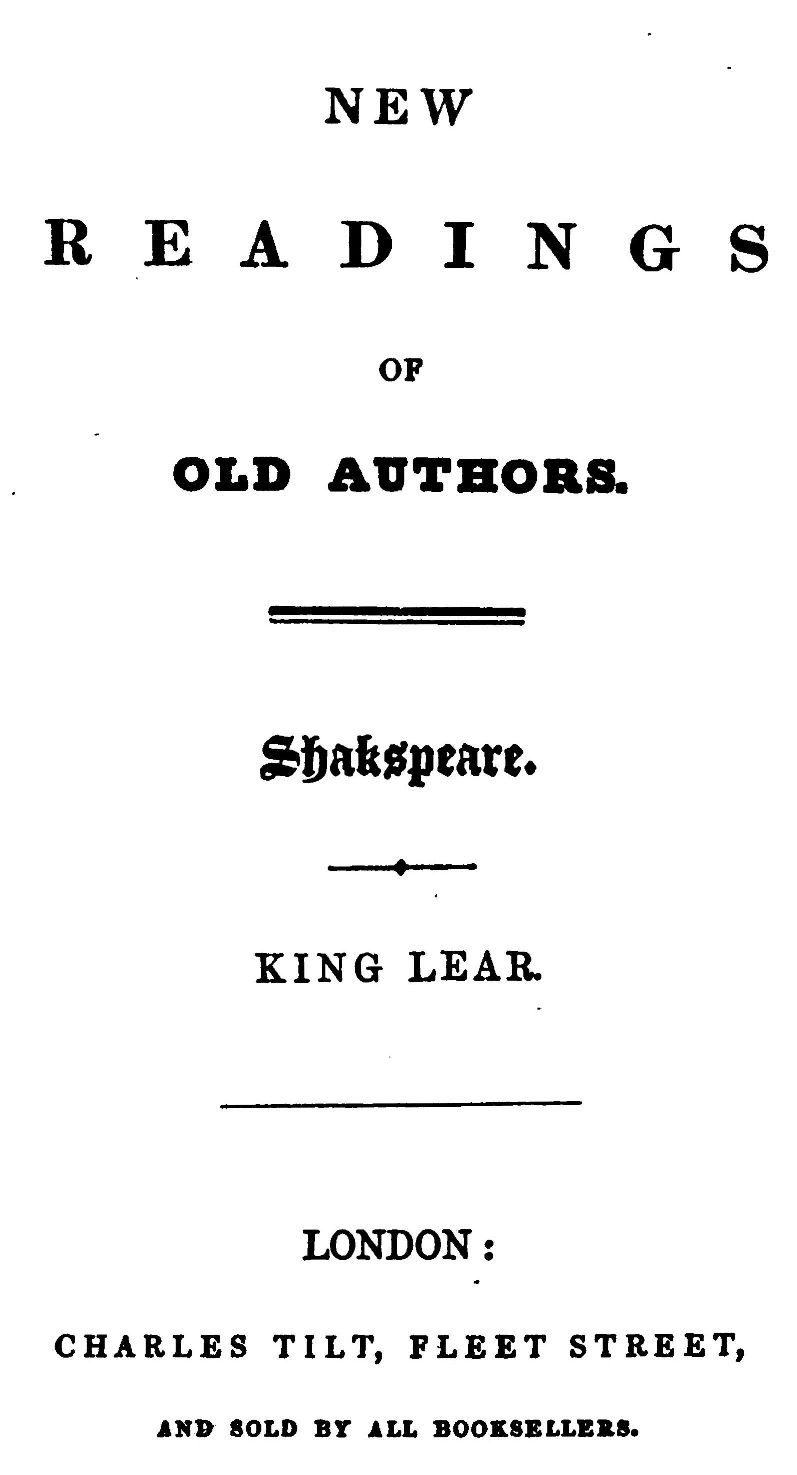 NEW
READINGS
OF
OLD AUTHORS.
Shakspeare.
KING LEAR.
LONDON:
CHARLES TILT, FLEET STREET,
AND SOLD BY ALL BOOKSELLERS.